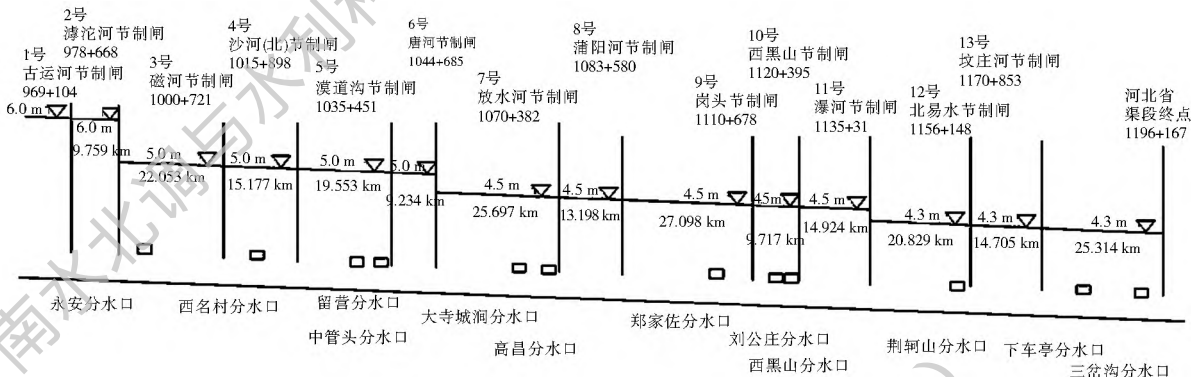 1号
古运河节制闸
969+104
2号
滹沱河节制闸
978+668
3号
磁河节制闸
1000+721
4号
沙河(北)节制闸
1015+898
5号
漠道沟节制闸
1035+451
6号
唐河节制闸
1044+685
7号
放水河节制闸
1070+382
8号
蒲阳河节制闸
1083+580
9号
岗头节制闸
1110+678
10号
西黑山节制闸
1120+395
11号
瀑河节制闸
1135+31
12号
北易水节制闸
1156+148
13号
坟庄河节制闸
1170+853
河北省
渠段终点
1196+167
6.0 m
6.0 m
9.759 km
5.0 m
22.053 km
5.0 m
15.177 km
5.0 m
19.553 km
5.0 m
9.234 km
4.5 m
25.697 km
4.5 m
13.198 km
4.5 m
27.098 km
4.5m
9.717 km
4.5 m
14.924 km
4.3 m
20.829 km
4.3 m
14.705 km
4.3 m
25.314 km
永安分水口
西名村分水口
留营分水口
中管头分水口
大寺城涧分水口
高昌分水口
郑家佐分水口
刘公庄分水口
西黑山分水口
荆轲山分水口
下车亭分水口
三岔沟分水口
南水北调与水利科